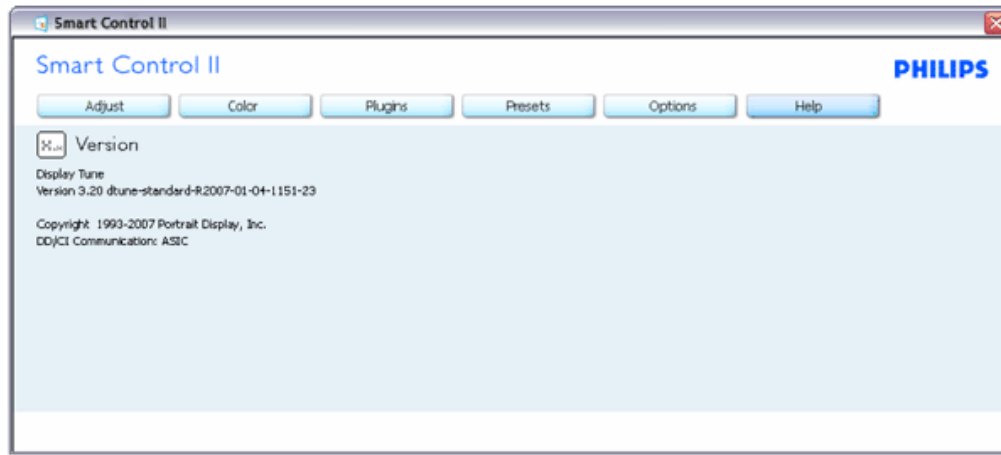 Smart Control II
Smart Control II
PHILIPS
Adjust Color Plugins Presets Options Help
Version
Display Tune
Version 3.20 dtune-standard-R2007-01-04-1151-23
Copyright 1993-2007 Portrait Display, Inc.
DD/CI Communication: ASIC